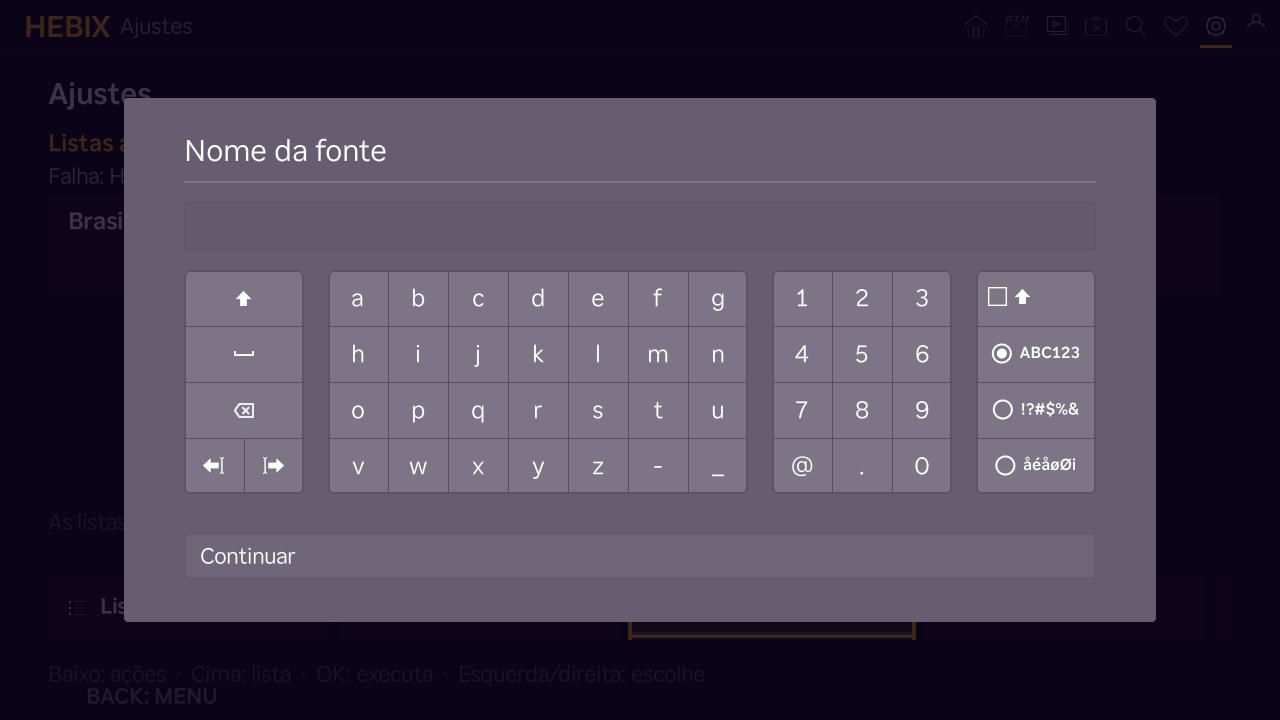 HEBIX Ajustes
Ajustes
Listas
Falha: H
Brasi
Nome da fonte
a b c d e f g 1 2 3
h i j k l m n 4 5 6 ABC123
o p q r s t u 7 8 9 !?#$%&
v w x y z - _ @ . 0 åéåøØi
Continuar
As listas
Lis
Baixo: ações · Cima: lista · OK: executa · Esquerda/direita: escolhe
BACK: MENU